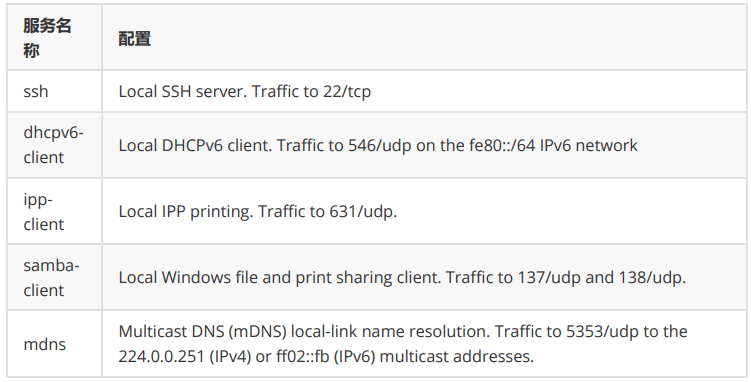 服务名
称
配置
ssh
Local SSH server. Traffic to 22/tcp
dhcpv6-
client
Local DHCPv6 client. Traffic to 546/udp on the fe80::/64 IPv6 network
ipp-
client
Local IPP printing. Traffic to 631/udp.
samba-
client
Local Windows file and print sharing client. Traffic to 137/udp and 138/udp.
mdns
Multicast DNS (mDNS) local-link name resolution. Traffic to 5353/udp to the
224.0.0.251 (IPv4) or ff02::fb (IPv6) multicast addresses.